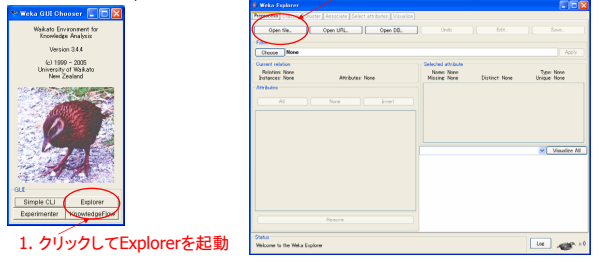 Weka GUI Chooser
Waikato Environment for
Knowledge Analysis
Version 3.4.4
(c) 1999 - 2005
University of Waikato
New Zealand
GUI
Simple CLI
Explorer
Experimenter
KnowledgeFlow
1. クリックしてExplorerを起動
Weka Explorer
Preprocess Cluster Associate Select attributes Visualize
Open file... Open URL... Open DB... Undo Edit Save...
Filter
Choose None Apply
Current relation
Relation: None
Instances: None Attributes: None
Attributes
All None Invert
Remove
Selected attribute
Name: None Type: None
Missing: None Distinct: None Unique: None
Visualize All
Status
Welcome to the Weka Explorer
Log x 0